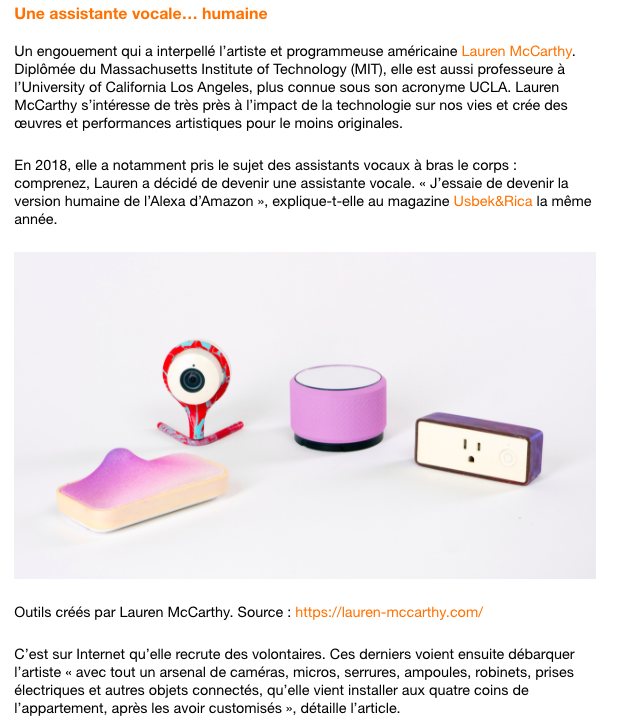 Une assistante vocale… humaine
Un engouement qui a interpellé l’artiste et programmeuse américaine Lauren McCarthy.
Diplômée du Massachusetts Institute of Technology (MIT), elle est aussi professeure à
l’University of California Los Angeles, plus connue sous son acronyme UCLA. Lauren
McCarthy s’intéresse de très près à l’impact de la technologie sur nos vies et crée des
œuvres et performances artistiques pour le moins originales.
En 2018, elle a notamment pris le sujet des assistants vocaux à bras le corps :
comprenez, Lauren a décidé de devenir une assistante vocale. « J’essaie de devenir la
version humaine de l’Alexa d’Amazon », explique-t-elle au magazine Usbek&Rica la même
année.
Outils créés par Lauren McCarthy. Source : https://lauren-mccarthy.com/
C’est sur Internet qu’elle recrute des volontaires. Ces derniers voient ensuite débarquer
l’artiste « avec tout un arsenal de caméras, micros, serrures, ampoules, robinets, prises
électriques et autres objets connectés, qu’elle vient installer aux quatre coins de
l’appartement, après les avoir customisés », détaille l’article.